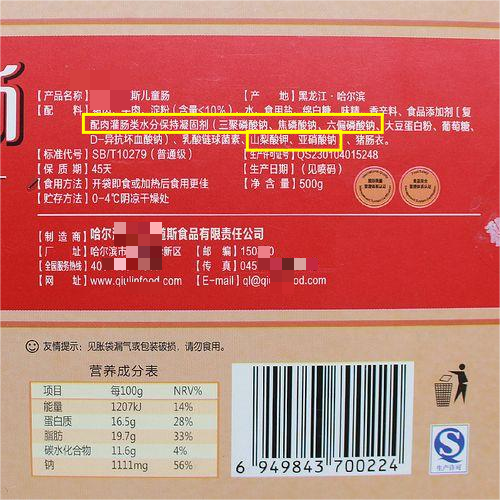 斯
【产品名称】 斯儿童肠
【产 地】黑龙江·哈尔滨
【配 料】猪肉、牛肉、淀粉(含量≤10%)、水、食用盐、绵白糖、味精、香辛料、食品添加剂[复
配肉灌肠类水分保持凝固剂(三聚磷酸钠、焦磷酸钠、六偏磷酸钠、大豆蛋白粉、葡萄糖、
D-异抗坏血酸钠)、乳酸链球菌素、山梨酸钾、亚硝酸钠 、猪肠衣。
【标准代号】SB/T10279(普通级)
【生产许可证号】QS230104015248
【保 质 期】45天
【生产日期】(见喷码)
【食用方法】开袋即食或加热后食用更佳
【净 含 量】500g
【贮存方法】0~4℃阴凉干燥处
【制 造 商】哈尔 斯食品有限责任公司
【厂 址】哈尔滨市 新区
【邮 编】150 0
【全国服务热线】40
【传 真】045
【网 址】www.qiulinfood.com
【E-mail】ql@qiu food.com
友情提示:见胀袋漏气或包装破损,请勿食用。
营养成分表
项目 每100g NRV%
能量 1207kJ 14%
蛋白质 16.5g 28%
脂肪 19.7g 33%
碳水化合物 11.6g 4%
钠 1111mg 56%
6 949843 700224
生产许可